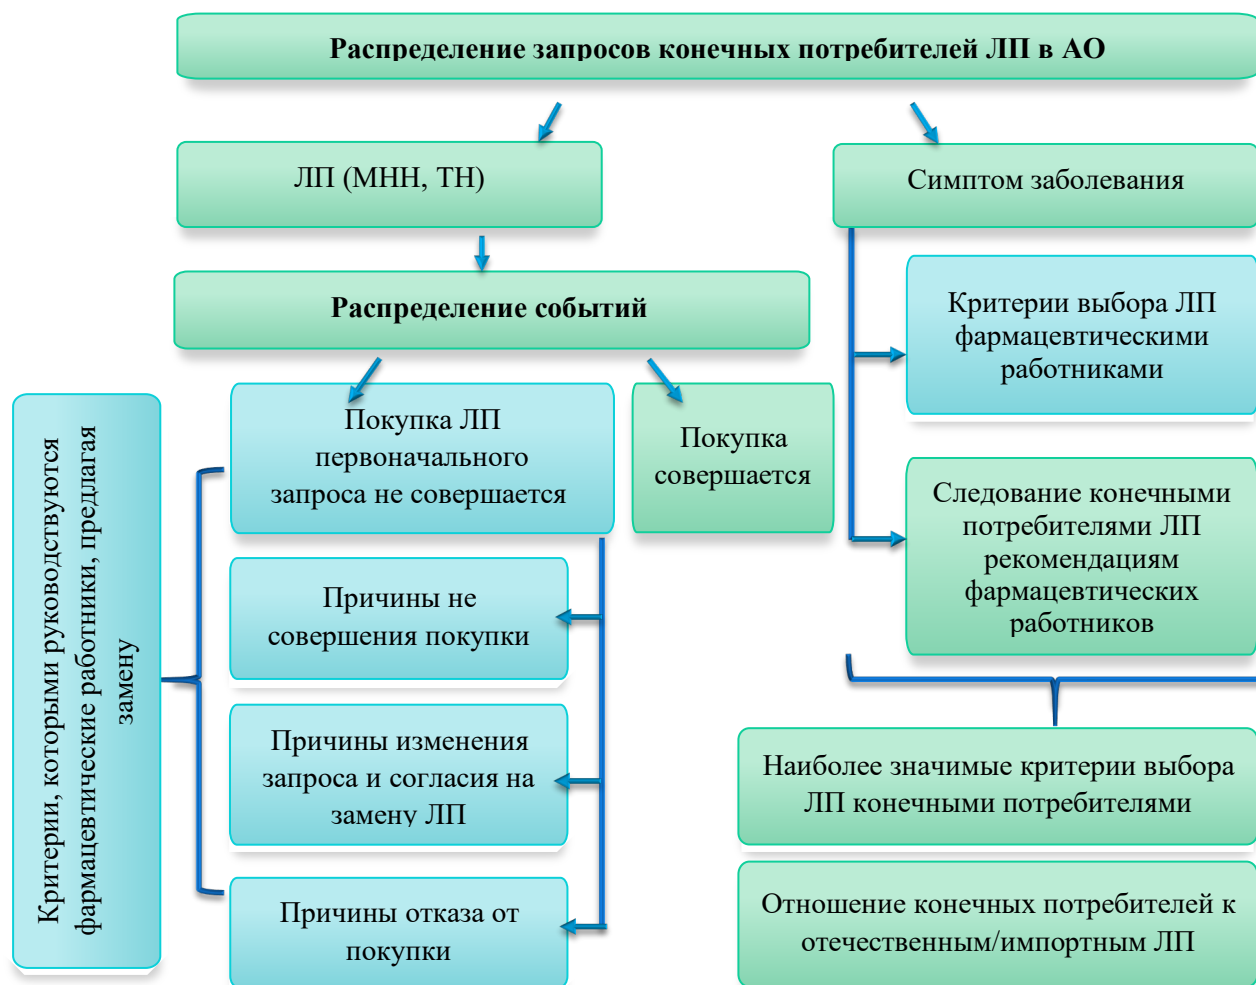 Распределение запросов конечных потребителей ЛП в АО
ЛП (МНН, ТН)
Симптом заболевания
Распределение событий
Критерии выбора ЛП
фармацевтическими
работниками
Покупка ЛП
первоначального
запроса не совершается
Покупка
совершается
Следование конечными
потребителями ЛП
рекомендациям
фармацевтических
работников
Критерии, которыми руководствуются
фармацевтические работники, предлагая
замену
Причины не
совершения покупки
Причины изменения
запроса и согласия на
замену ЛП
Причины отказа от
покупки
Наиболее значимые критерии выбора
ЛП конечными потребителями
Отношение конечных потребителей к
отечественным/импортным ЛП